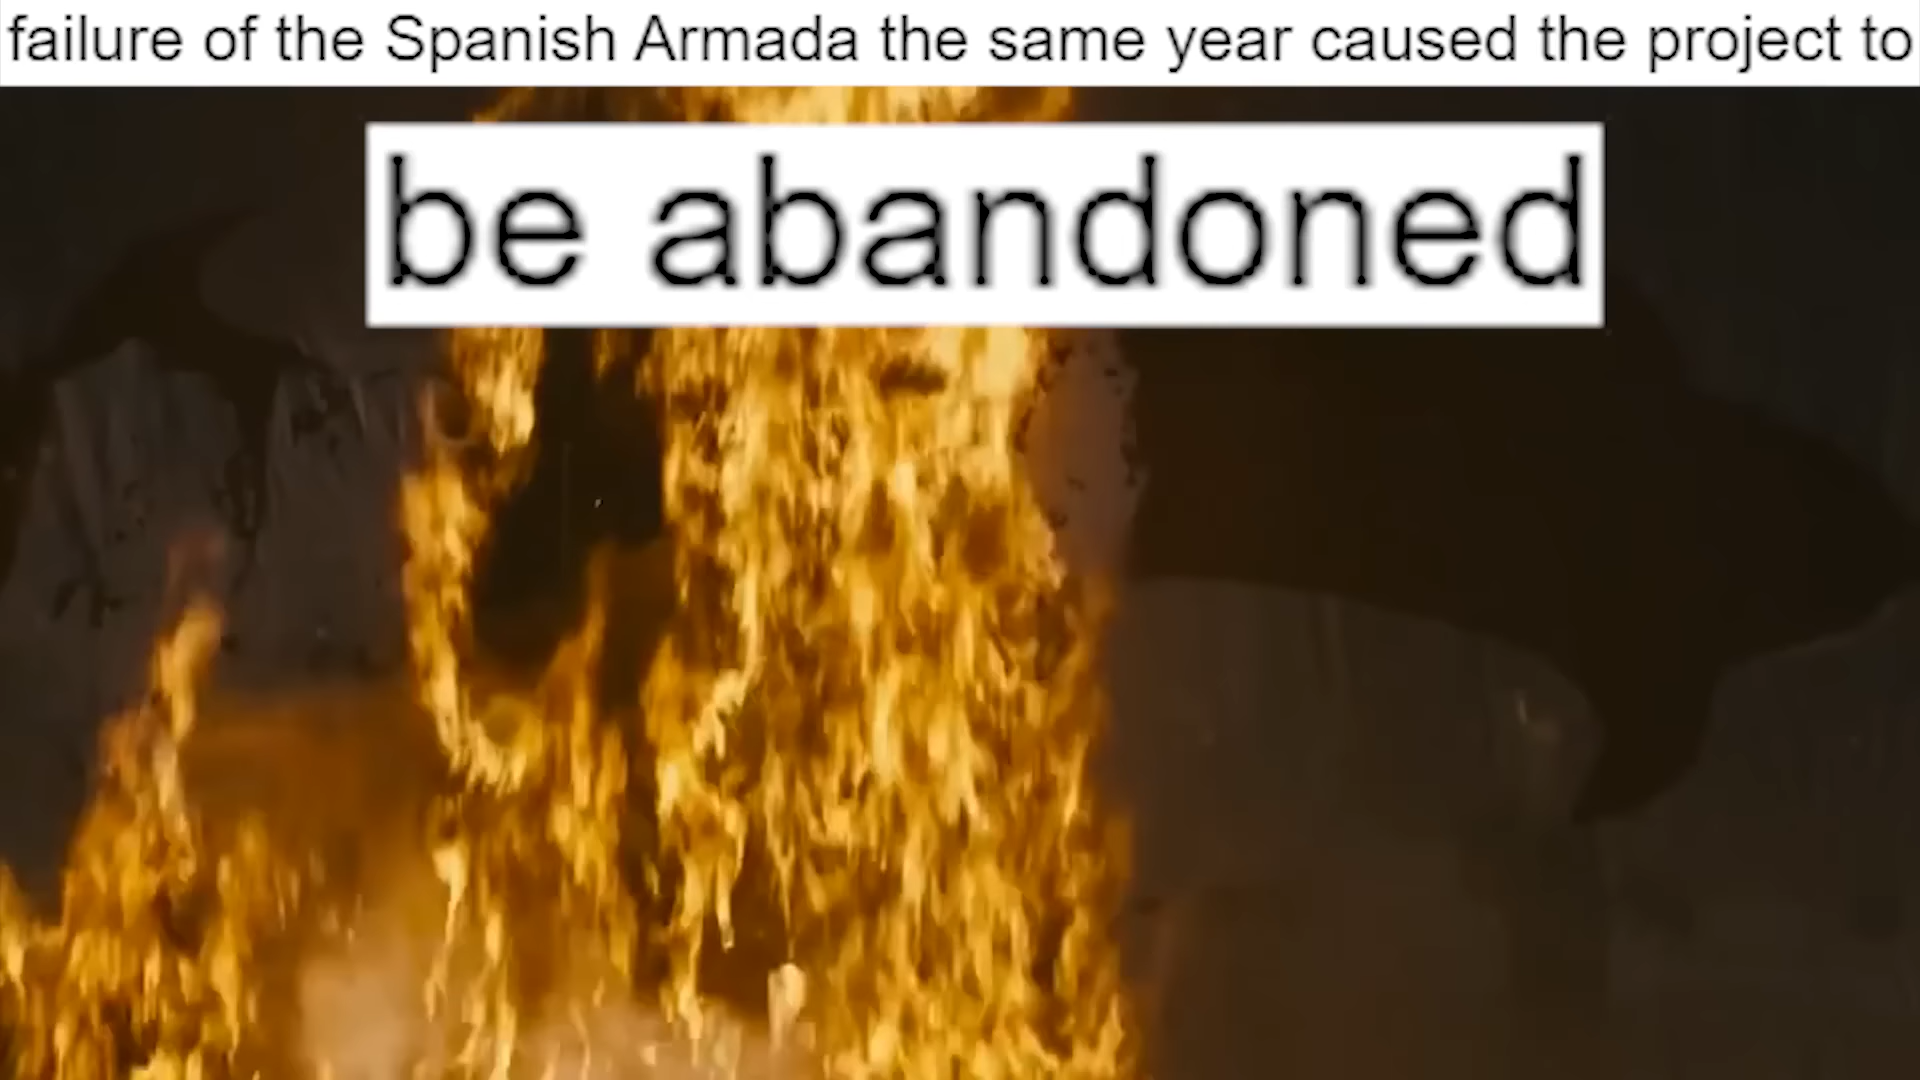 failure of the Spanish Armada the same year caused the project to
be abandoned